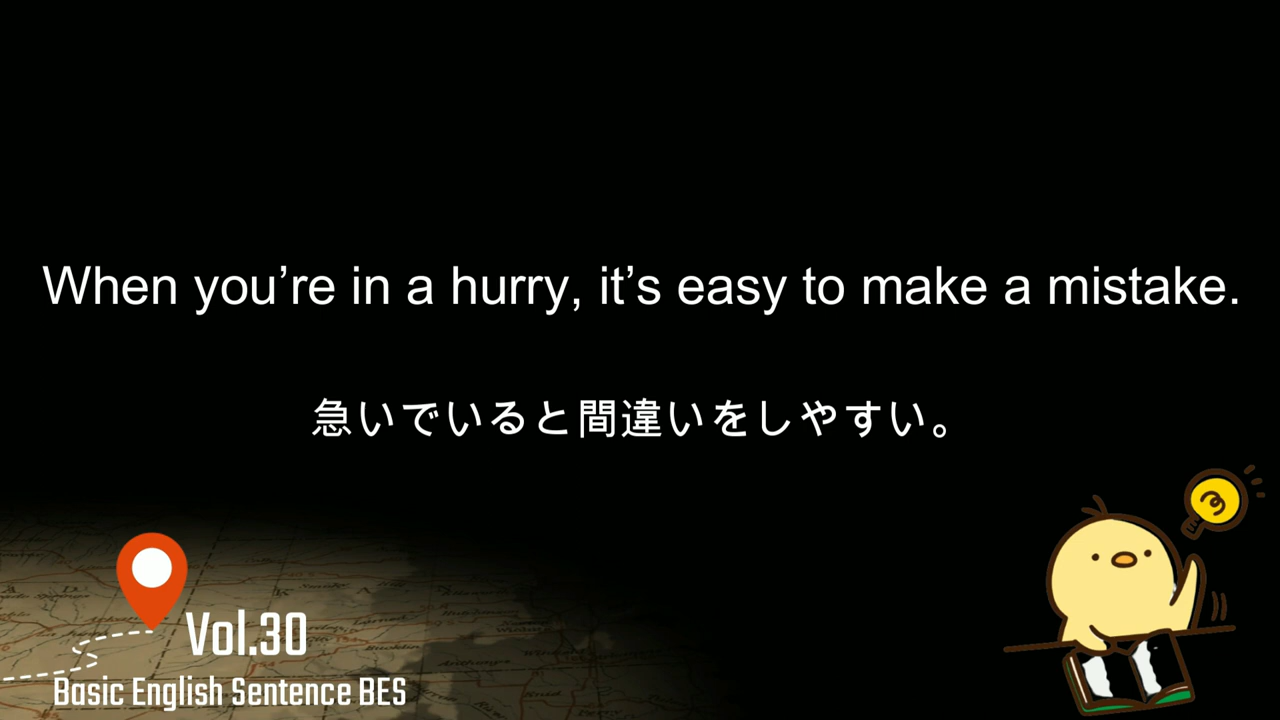 When you’re in a hurry, it’s easy to make a mistake.
急いでいると間違いをしやすい。
Vol.30
Basic English Sentence BES